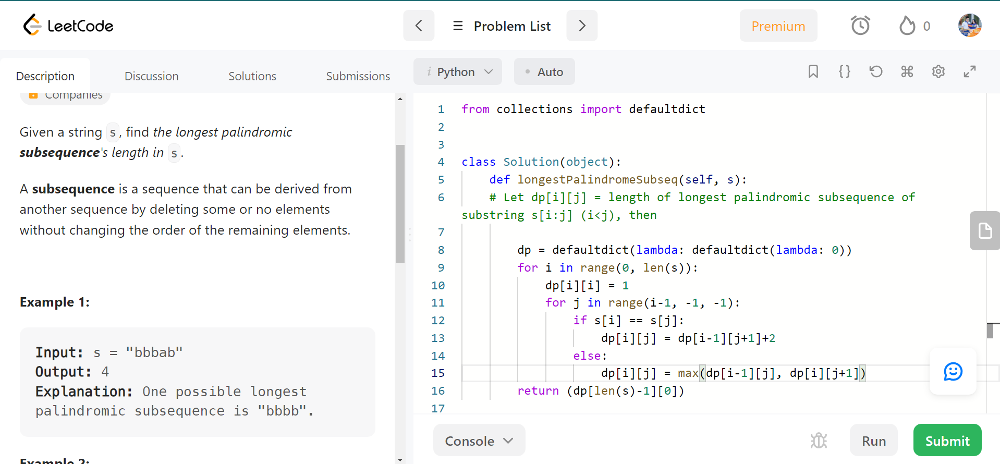 LeetCode
Problem List
Premium
0
Description
Discussion
Solutions
Submissions
Python
Auto
Companies
Given a string s, find the longest palindromic
subsequence's length in s.
A subsequence is a sequence that can be derived from
another sequence by deleting some or no elements
without changing the order of the remaining elements.
Example 1:
Input: s = "bbbab"
Output: 4
Explanation: One possible longest
palindromic subsequence is "bbbb".
Example 2:
1 from collections import defaultdict
2
3
4 class Solution(object):
5     def longestPalindromeSubseq(self, s):
6     # Let dp[i][j] = length of longest palindromic subsequence of
substring s[i:j] (i<j), then
7
8         dp = defaultdict(lambda: defaultdict(lambda: 0))
9         for i in range(0, len(s)):
10             dp[i][i] = 1
11             for j in range(i-1, -1, -1):
12                 if s[i] == s[j]:
13                     dp[i][j] = dp[i-1][j+1]+2
14                 else:
15                     dp[i][j] = max(dp[i-1][j], dp[i][j+1])
16         return (dp[len(s)-1][0])
17
Console
Run
Submit